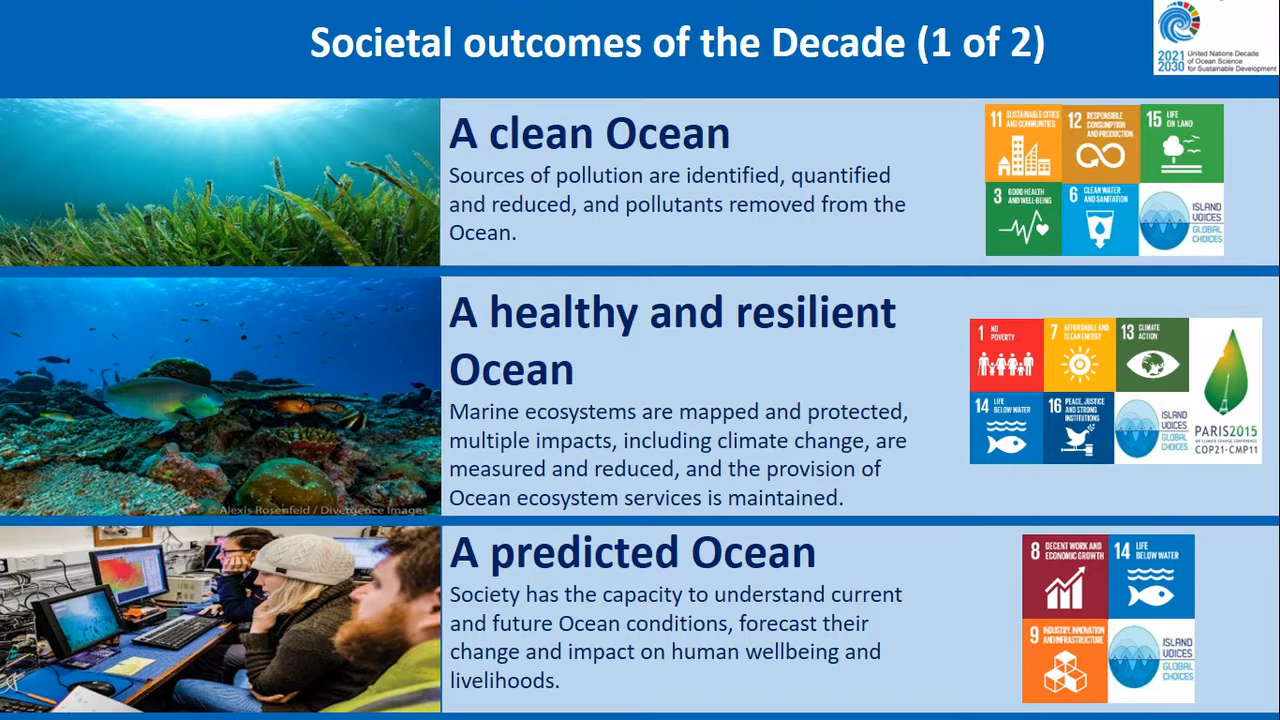 Societal outcomes of the Decade (1 of 2)
2021
2030
United Nations Decade
of Ocean Science
for Sustainable Development
A clean Ocean
Sources of pollution are identified, quantified
and reduced, and pollutants removed from the
Ocean.
11 SUSTAINABLE CITIES
AND COMMUNITIES
12 RESPONSIBLE
CONSUMPTION
AND PRODUCTION
15 LIFE
ON LAND
3 GOOD HEALTH
AND WELL-BEING
6 CLEAN WATER
AND SANITATION
ISLAND
VOICES
GLOBAL
CHOICES
A healthy and resilient
Ocean
Marine ecosystems are mapped and protected,
multiple impacts, including climate change, are
measured and reduced, and the provision of
Ocean ecosystem services is maintained.
© Alexis Rosenfeld / Divergence Images
1 NO
POVERTY
7 AFFORDABLE AND
CLEAN ENERGY
13 CLIMATE
ACTION
14 LIFE
BELOW WATER
16 PEACE, JUSTICE
AND STRONG
INSTITUTIONS
ISLAND
VOICES
GLOBAL
CHOICES
PARIS2015
UN CLIMATE CHANGE CONFERENCE
COP21·CMP11
A predicted Ocean
Society has the capacity to understand current
and future Ocean conditions, forecast their
change and impact on human wellbeing and
livelihoods.
8 DECENT WORK AND
ECONOMIC GROWTH
14 LIFE
BELOW WATER
9 INDUSTRY, INNOVATION
AND INFRASTRUCTURE
ISLAND
VOICES
GLOBAL
CHOICES